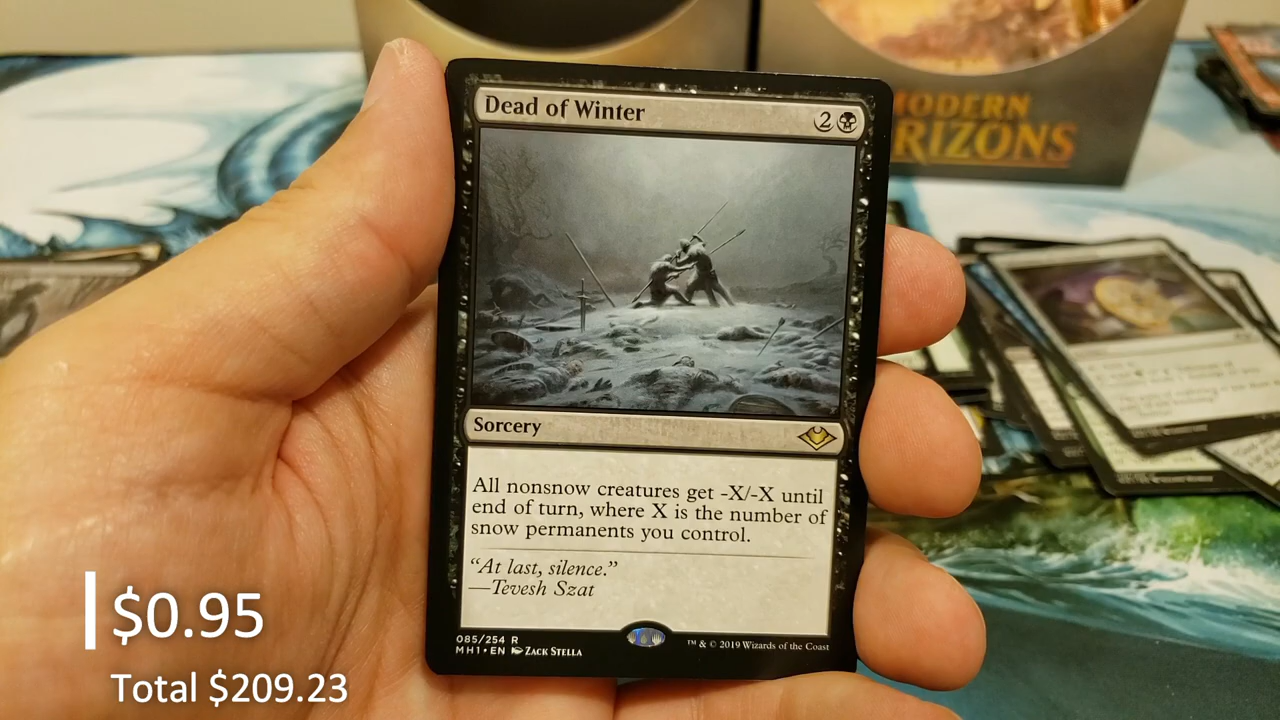 MODERN
HORIZONS
Dead of Winter
2
Sorcery
All nonsnow creatures get -X/-X until
end of turn, where X is the number of
snow permanents you control.
“At last, silence.”
—Tevesh Szat
085/254 R
MH1•EN ZACK STELLA
™ & © 2019 Wizards of the Coast
$0.95
Total $209.23